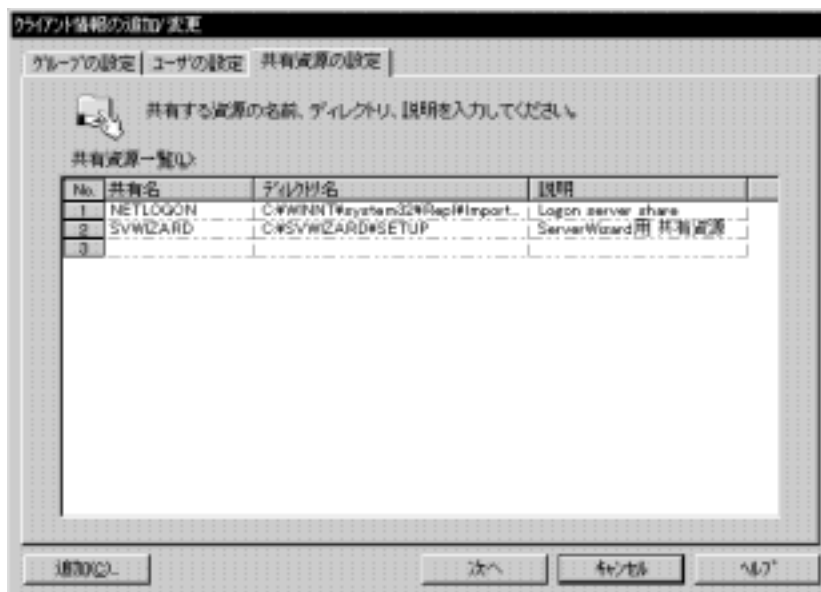 クライアント情報の追加/変更
グループの設定 ユーザの設定 共有資源の設定
共有する資源の名前、ディレクトリ、説明を入力してください。
共有資源一覧(L):
No. 共有名 ディレクトリ名 説明
1 NETLOGON C:¥WINNT¥system32¥Repl¥Import... Logon server share
2 SVWIZARD C:¥SVWIZARD¥SETUP ServerWizard用 共有資源
3
追加(C)... 次へ キャンセル ヘルプ